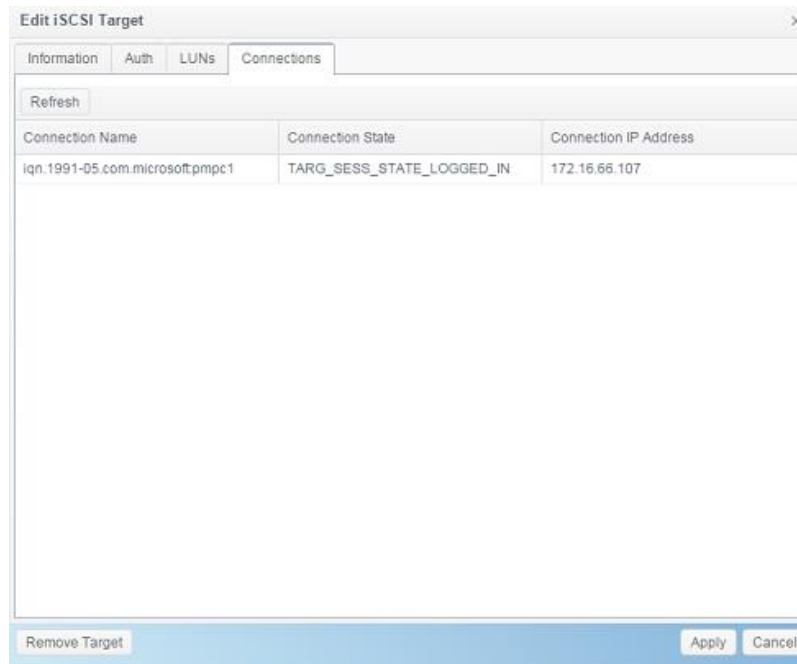 Edit iSCSI Target
Information Auth LUNs Connections
Refresh
Connection Name Connection State Connection IP Address
iqn.1991-05.com.microsoft:pmpc1 TARG_SESS_STATE_LOGGED_IN 172.16.66.107
Remove Target Apply Cancel